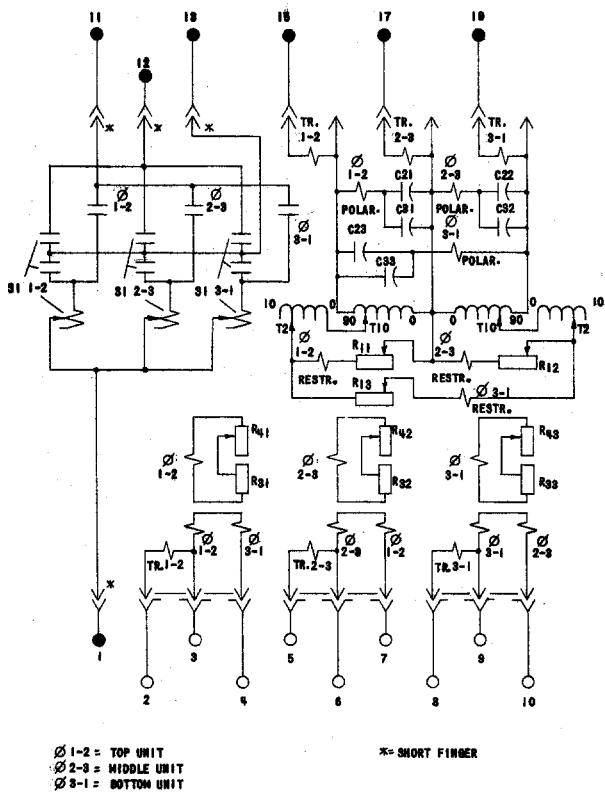 11 13 15 17 19
12
* * *
TR. 1-2 TR. 2-3 TR. 3-1
Ø 1-2 C21 Ø 2-3 C22
POLAR. C31 POLAR. C32
Ø 1-2 Ø 2-3 Ø 3-1
C23 Ø 3-1 POLAR.
C33
SI 1-2 SI 2-3 SI 3-1
10 0 90 0 0 90 0 10
T2 T10 T10 T2
Ø 1-2 R11 Ø 2-3 R12
RESTR. R13 RESTR. Ø 3-1
RESTR.
R41 R42 R43
Ø 1-2 Ø 2-3 Ø 3-1
R31 R32 R33
Ø 1-2 Ø 3-1 Ø 2-3 Ø 1-2 Ø 3-1 Ø 2-3
TR. 1-2 TR. 2-3 TR. 3-1
*
1 3 5 7 9
2 4 6 8 10
Ø 1-2 = TOP UNIT
Ø 2-3 = MIDDLE UNIT
Ø 3-1 = BOTTOM UNIT
*= SHORT FINGER